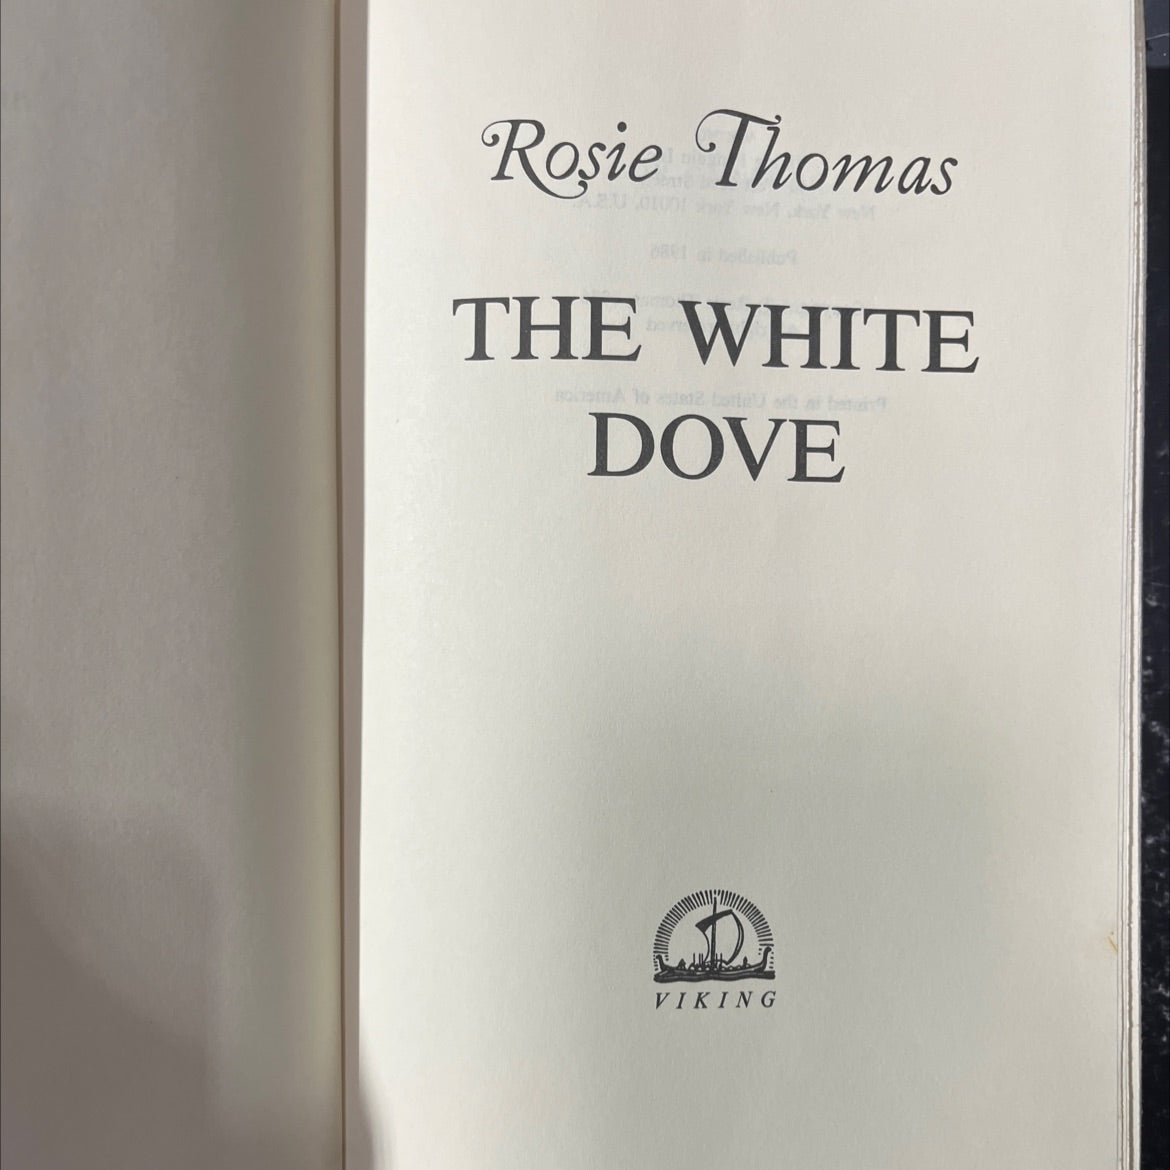 Rosie Thomas
THE WHITE
DOVE
VIKING